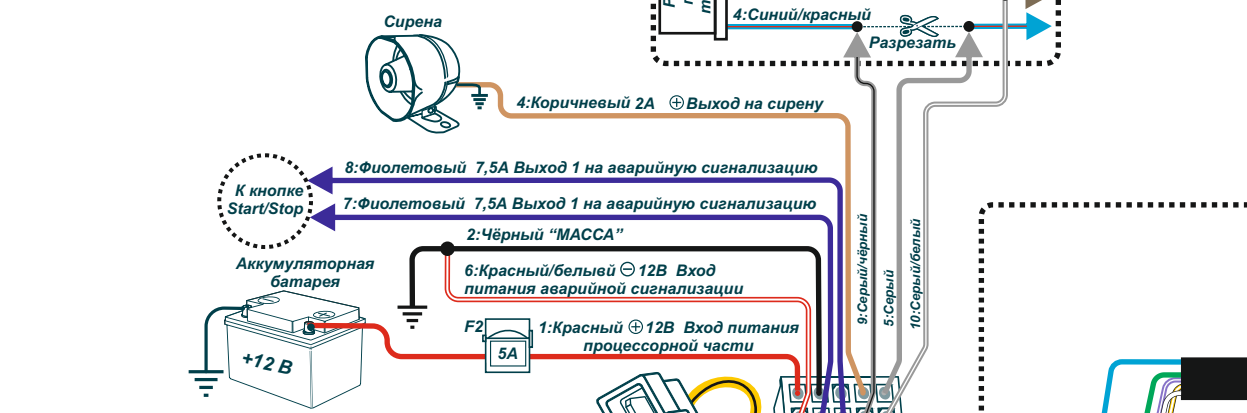 4:Синий/красный
Сирена
Разрезать
4:Коричневый 2А ⊕ Выход на сирену
8:Фиолетовый 7,5А Выход 1 на аварийную сигнализацию
К кнопке
Start/Stop
7:Фиолетовый 7,5А Выход 1 на аварийную сигнализацию
2:Чёрный “МАССА”
Аккумуляторная
батарея
6:Красный/белывй ⊖ 12В Вход
питания аварийной сигнализации
F2
5А
1:Красный ⊕ 12В Вход питания
процессорной части
+12 В
9:Серый/чёрный
5:Серый
10:Серый/белый